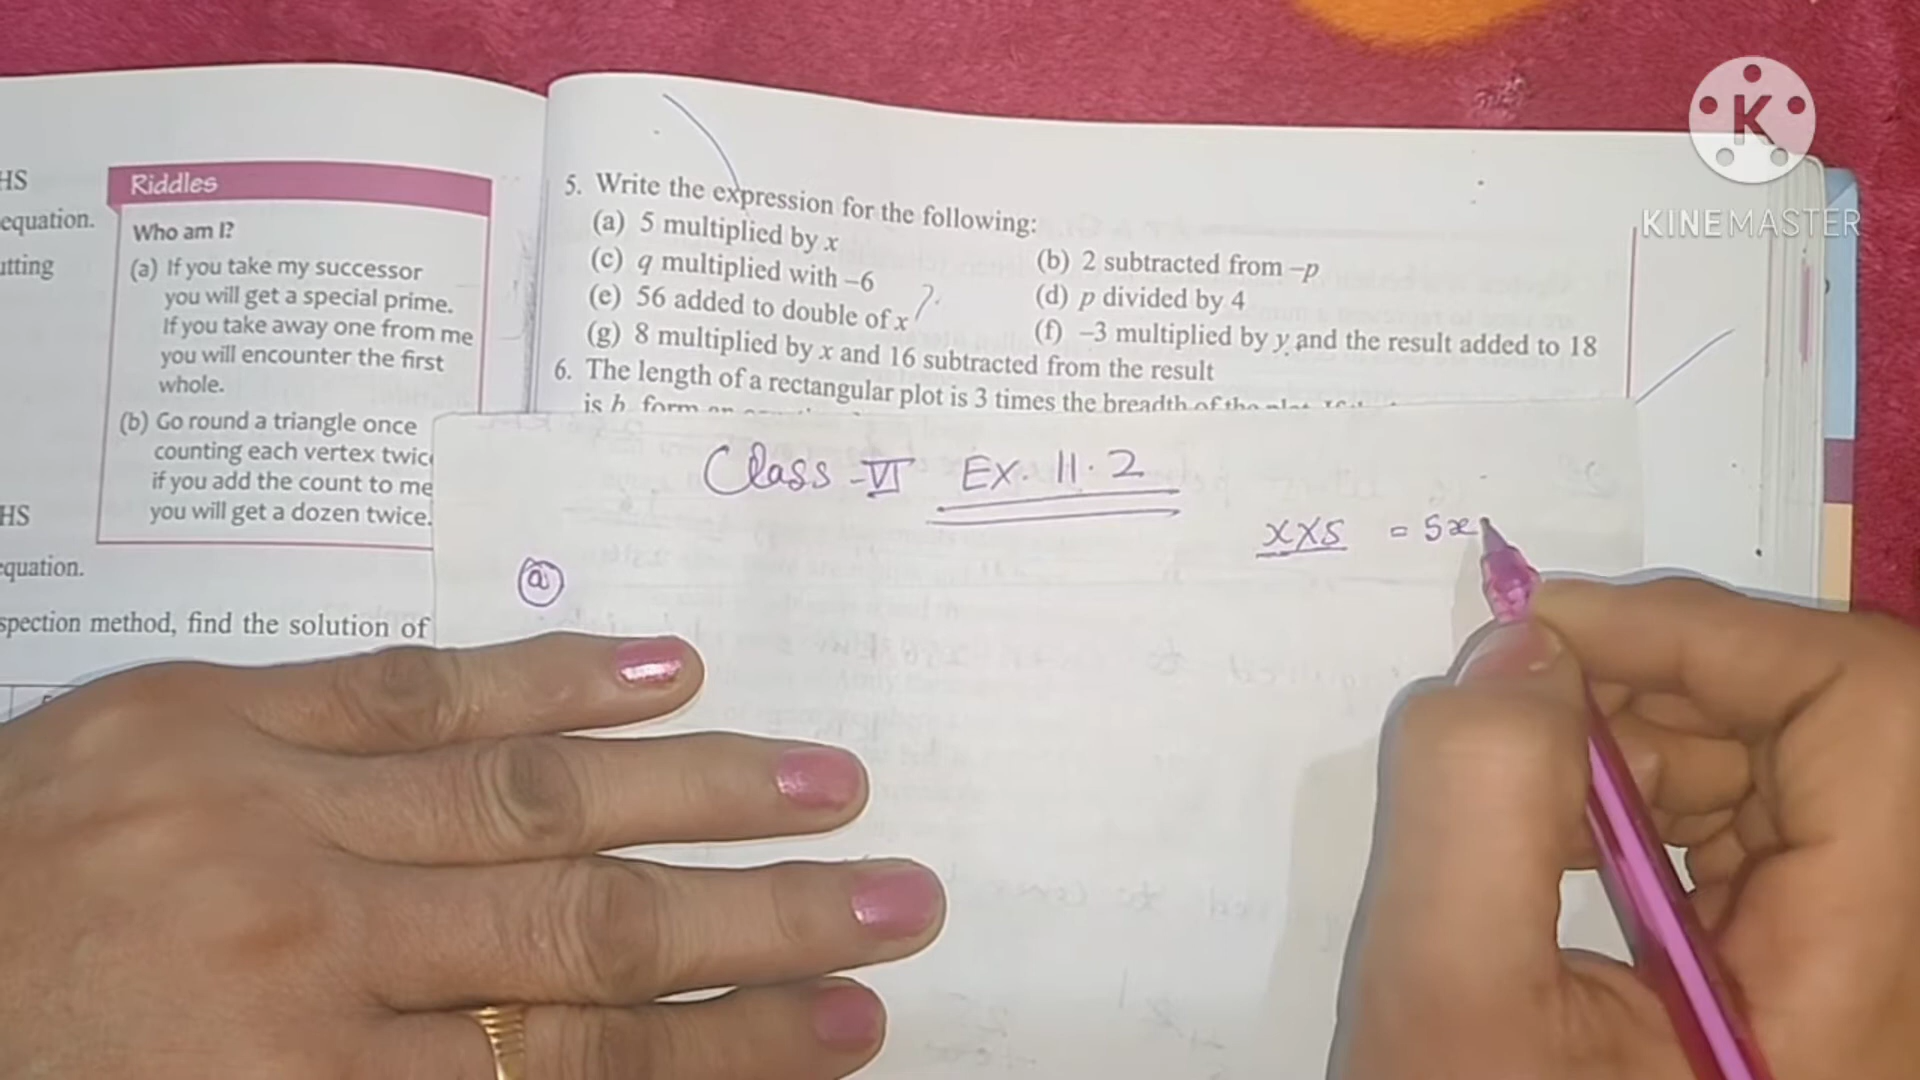 HS
equation.
utting
HS
equation.
spection method, find the solution of
Riddles
Who am I?
(a) If you take my successor
you will get a special prime.
If you take away one from me
you will encounter the first
whole.
(b) Go round a triangle once
counting each vertex twice
if you add the count to me
you will get a dozen twice.
5. Write the expression for the following:
(a) 5 multiplied by x
(b) 2 subtracted from –p
(c) q multiplied with –6
(d) p divided by 4
(e) 56 added to double of x
(f) –3 multiplied by y and the result added to 18
(g) 8 multiplied by x and 16 subtracted from the result
6. The length of a rectangular plot is 3 times the breadth of the plot.
is b, form an
Class -VI Ex. 11.2
x×5 = 5x
(a)
K
KINEMASTER